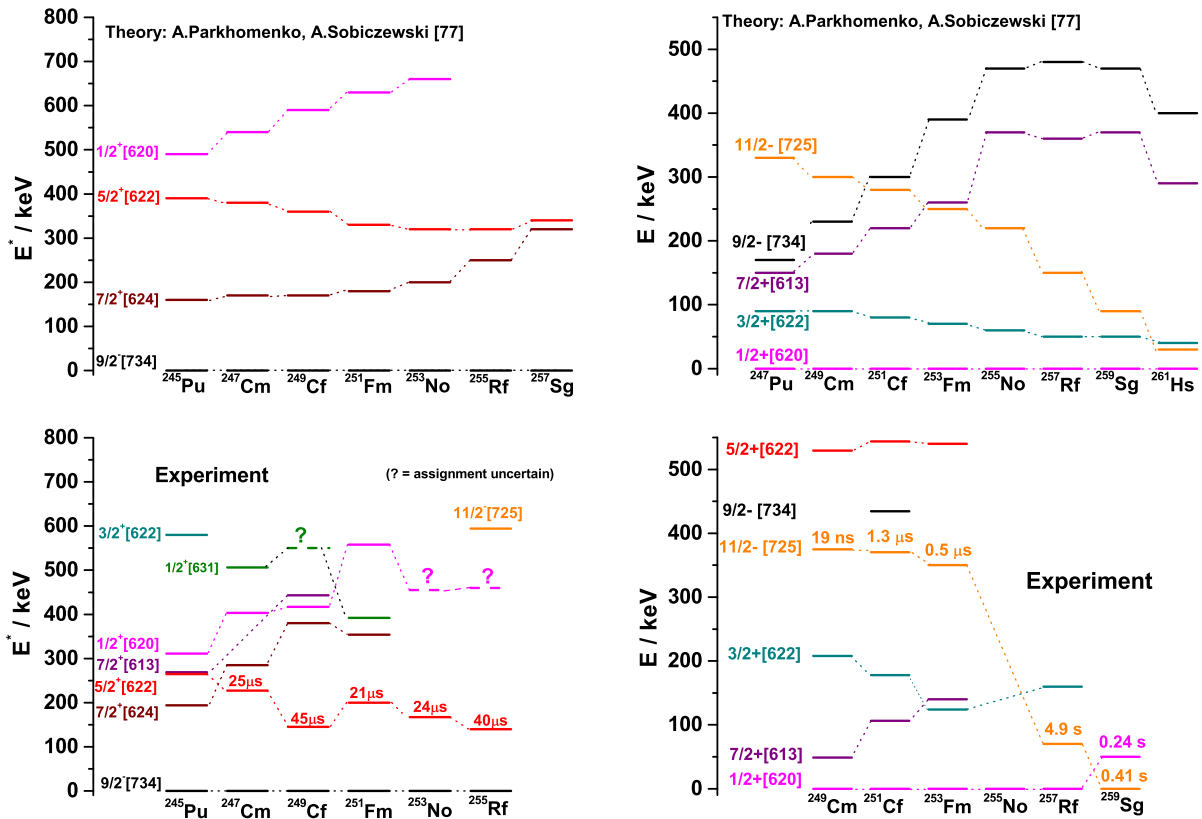 Theory: A.Parkhomenko, A.Sobiczewski [77]
E* / keV
800
700
600
500
400
300
200
100
0
1/2+[620]
5/2+[622]
7/2+[624]
9/2-[734]
245Pu 247Cm 249Cf 251Fm 253No 255Rf 257Sg
Theory: A.Parkhomenko, A.Sobiczewski [77]
E / keV
500
400
300
200
100
0
11/2- [725]
9/2- [734]
7/2+[613]
3/2+[622]
1/2+[620]
247Pu 249Cm 251Cf 253Fm 255No 257Rf 259Sg 261Hs
Experiment
(? = assignment uncertain)
E* / keV
800
700
600
500
400
300
200
100
0
3/2+[622]
1/2+[631]
11/2-[725]
?
?
?
1/2+[620]
7/2+[613]
5/2+[622]
7/2+[624]
25μs
45μs
21μs
24μs
40μs
9/2-[734]
245Pu 247Cm 249Cf 251Fm 253No 255Rf
E / keV
500
400
300
200
100
0
5/2+[622]
9/2- [734]
11/2- [725]
19 ns
1.3 μs
0.5 μs
Experiment
3/2+[622]
7/2+[613]
1/2+[620]
4.9 s
0.24 s
0.41 s
249Cm 251Cf 253Fm 255No 257Rf 259Sg